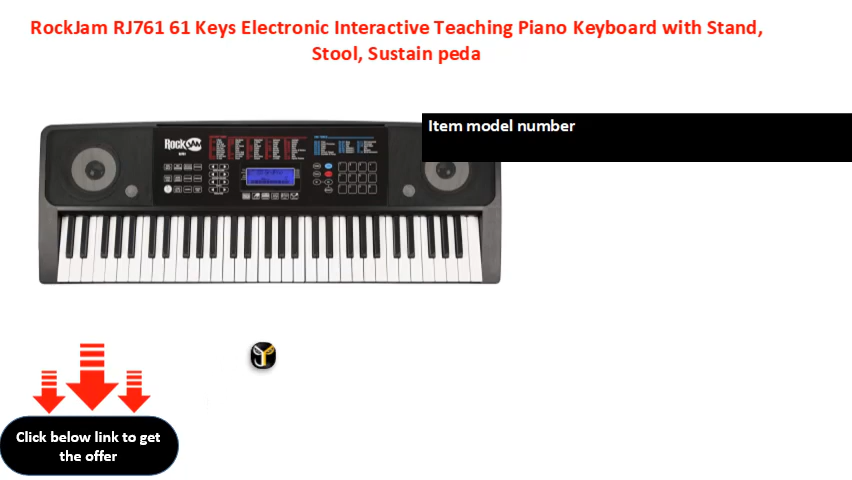 RockJam RJ761 61 Keys Electronic Interactive Teaching Piano Keyboard with Stand,
Stool, Sustain peda
Item model number
RockJAM
Click below link to get
the offer